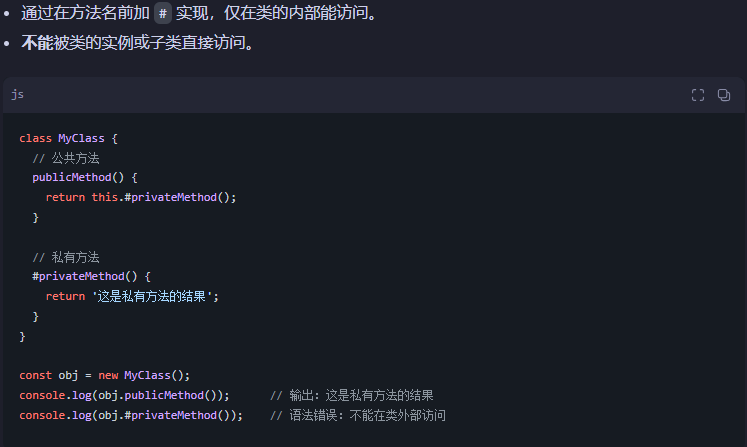 通过在方法名前加 # 实现，仅在类的内部能访问。
不能被类的实例或子类直接访问。
js
class MyClass {
  // 公共方法
  publicMethod() {
    return this.#privateMethod();
  }

  // 私有方法
  #privateMethod() {
    return '这是私有方法的结果';
  }
}

const obj = new MyClass();
console.log(obj.publicMethod());      // 输出：这是私有方法的结果
console.log(obj.#privateMethod());    // 语法错误：不能在类外部访问